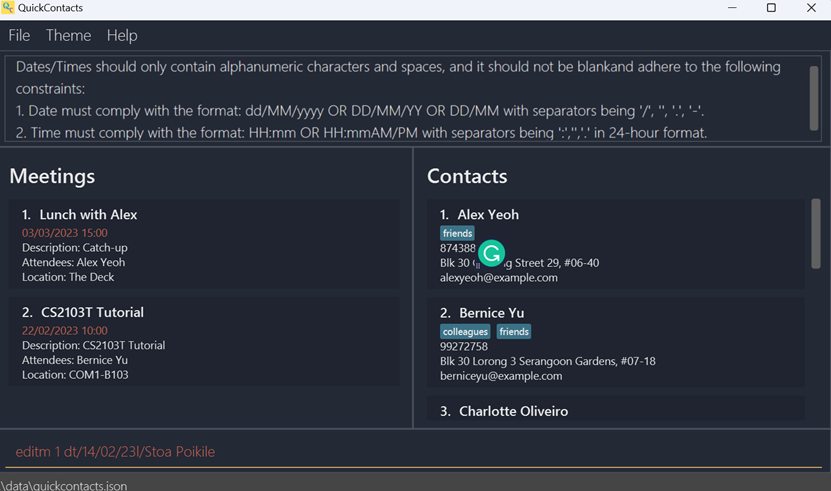 QuickContacts
File Theme Help
Dates/Times should only contain alphanumeric characters and spaces, and it should not be blankand adhere to the following
constraints:
1. Date must comply with the format: dd/MM/yyyy OR DD/MM/YY OR DD/MM with separators being '/', '', '.', '-'.
2. Time must comply with the format: HH:mm OR HH:mmAM/PM with separators being ':','','.' in 24-hour format.
Meetings
1. Lunch with Alex
03/03/2023 15:00
Description: Catch-up
Attendees: Alex Yeoh
Location: The Deck
2. CS2103T Tutorial
22/02/2023 10:00
Description: CS2103T Tutorial
Attendees: Bernice Yu
Location: COM1-B103
Contacts
1. Alex Yeoh
friends
874388
Blk 30 Street 29, #06-40
alexyeoh@example.com
2. Bernice Yu
colleagues friends
99272758
Blk 30 Lorong 3 Serangoon Gardens, #07-18
berniceyu@example.com
3. Charlotte Oliveiro
editm 1 dt/14/02/23l/Stoa Poikile
\data\quickcontacts.json